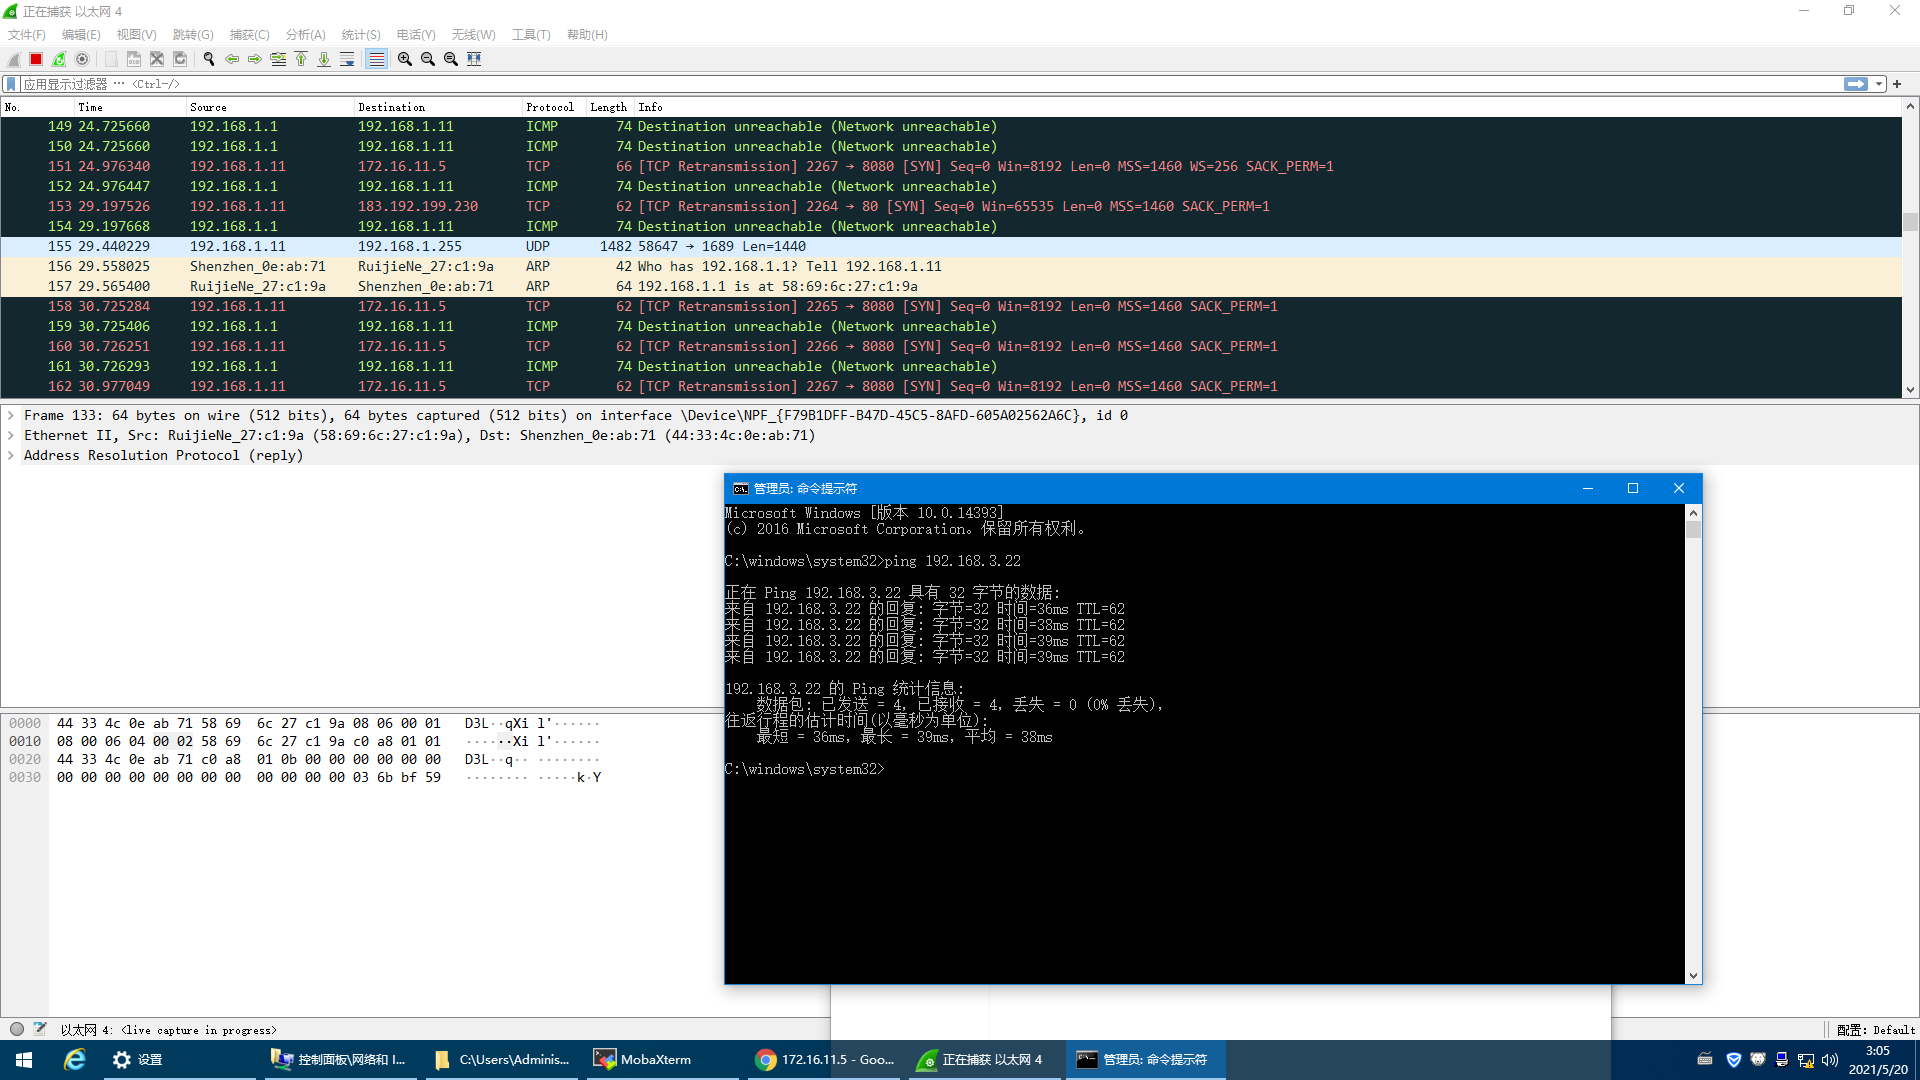 正在捕获 以太网 4
文件(F) 编辑(E) 视图(V) 跳转(G) 捕获(C) 分析(A) 统计(S) 电话(Y) 无线(W) 工具(T) 帮助(H)
应用显示过滤器 … <Ctrl-/>
No. Time Source Destination Protocol Length Info
149 24.725660 192.168.1.1 192.168.1.11 ICMP 74 Destination unreachable (Network unreachable)
150 24.725660 192.168.1.1 192.168.1.11 ICMP 74 Destination unreachable (Network unreachable)
151 24.976340 192.168.1.11 172.16.11.5 TCP 66 [TCP Retransmission] 2267 → 8080 [SYN] Seq=0 Win=8192 Len=0 MSS=1460 WS=256 SACK_PERM=1
152 24.976447 192.168.1.1 192.168.1.11 ICMP 74 Destination unreachable (Network unreachable)
153 29.197526 192.168.1.11 183.192.199.230 TCP 62 [TCP Retransmission] 2264 → 80 [SYN] Seq=0 Win=65535 Len=0 MSS=1460 SACK_PERM=1
154 29.197668 192.168.1.1 192.168.1.11 ICMP 74 Destination unreachable (Network unreachable)
155 29.440229 192.168.1.11 192.168.1.255 UDP 1482 58647 → 1689 Len=1440
156 29.558025 Shenzhen_0e:ab:71 RuijieNe_27:c1:9a ARP 42 Who has 192.168.1.1? Tell 192.168.1.11
157 29.565400 RuijieNe_27:c1:9a Shenzhen_0e:ab:71 ARP 64 192.168.1.1 is at 58:69:6c:27:c1:9a
158 30.725284 192.168.1.11 172.16.11.5 TCP 62 [TCP Retransmission] 2265 → 8080 [SYN] Seq=0 Win=8192 Len=0 MSS=1460 SACK_PERM=1
159 30.725406 192.168.1.1 192.168.1.11 ICMP 74 Destination unreachable (Network unreachable)
160 30.726251 192.168.1.11 172.16.11.5 TCP 62 [TCP Retransmission] 2266 → 8080 [SYN] Seq=0 Win=8192 Len=0 MSS=1460 SACK_PERM=1
161 30.726293 192.168.1.1 192.168.1.11 ICMP 74 Destination unreachable (Network unreachable)
162 30.977049 192.168.1.11 172.16.11.5 TCP 62 [TCP Retransmission] 2267 → 8080 [SYN] Seq=0 Win=8192 Len=0 MSS=1460 SACK_PERM=1
Frame 133: 64 bytes on wire (512 bits), 64 bytes captured (512 bits) on interface \Device\NPF_{F79B1DFF-B47D-45C5-8AFD-605A02562A6C}, id 0
Ethernet II, Src: RuijieNe_27:c1:9a (58:69:6c:27:c1:9a), Dst: Shenzhen_0e:ab:71 (44:33:4c:0e:ab:71)
Address Resolution Protocol (reply)
管理员: 命令提示符
Microsoft Windows [版本 10.0.14393]
(c) 2016 Microsoft Corporation。保留所有权利。
C:\windows\system32>ping 192.168.3.22
正在 Ping 192.168.3.22 具有 32 字节的数据:
来自 192.168.3.22 的回复: 字节=32 时间=36ms TTL=62
来自 192.168.3.22 的回复: 字节=32 时间=38ms TTL=62
来自 192.168.3.22 的回复: 字节=32 时间=39ms TTL=62
来自 192.168.3.22 的回复: 字节=32 时间=39ms TTL=62
192.168.3.22 的 Ping 统计信息:
数据包: 已发送 = 4，已接收 = 4，丢失 = 0 (0% 丢失)，
往返行程的估计时间(以毫秒为单位):
最短 = 36ms，最长 = 39ms，平均 = 38ms
C:\windows\system32>
0000 44 33 4c 0e ab 71 58 69 6c 27 c1 9a 08 06 00 01 D3L··qXi l'······
0010 08 00 06 04 00 02 58 69 6c 27 c1 9a c0 a8 01 01 ······Xi l'······
0020 44 33 4c 0e ab 71 c0 a8 01 0b 00 00 00 00 00 00 D3L··q·· ········
0030 00 00 00 00 00 00 00 00 00 00 00 00 03 6b bf 59 ········ ·····k·Y
以太网 4: <live capture in progress>
配置: Default
设置
控制面板\网络和 I...
C:\Users\Adminis...
MobaXterm
172.16.11.5 - Goo...
正在捕获 以太网 4
管理员: 命令提示符
3:05
2021/5/20